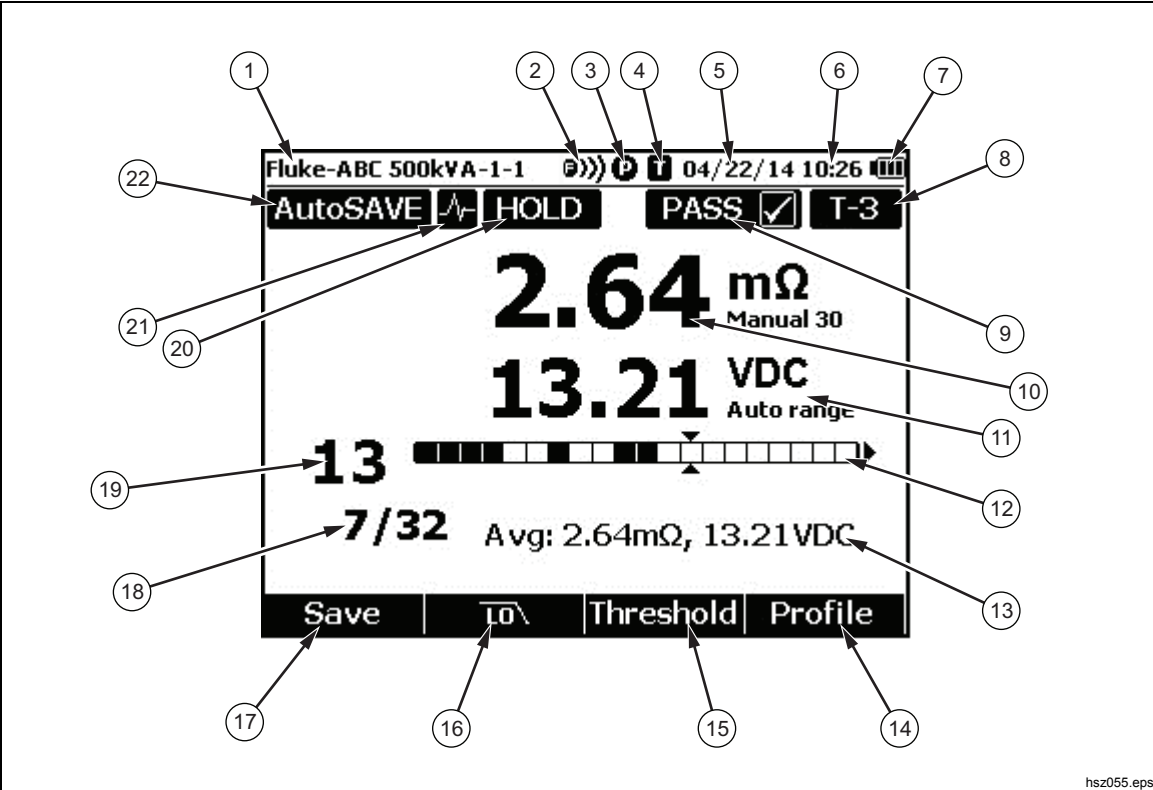 1 2 3 4 5 6 7
Fluke-ABC 500kVA-1-1 P T 04/22/14 10:26
8
22
AutoSAVE HOLD PASS T-3
2.64 mΩ
Manual 30
21
20
9
13.21 VDC
Auto range
10
11
13
19
12
7/32 Avg: 2.64mΩ, 13.21VDC
18
13
Save LO Threshold Profile
17 16 15 14
hsz055.eps